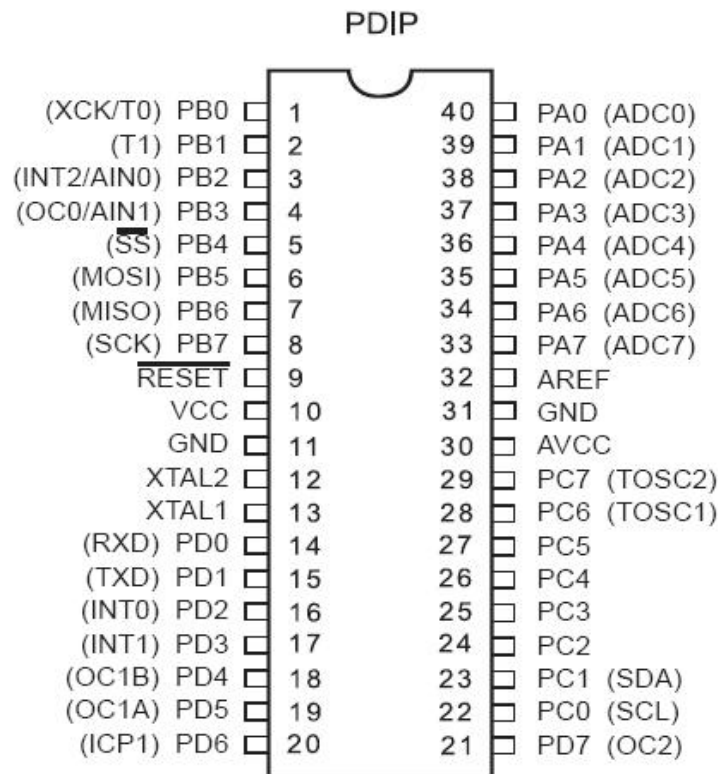 PDIP
(XCK/T0) PB0 1 40 PA0 (ADC0)
(T1) PB1 2 39 PA1 (ADC1)
(INT2/AIN0) PB2 3 38 PA2 (ADC2)
(OC0/AIN1) PB3 4 37 PA3 (ADC3)
(SS) PB4 5 36 PA4 (ADC4)
(MOSI) PB5 6 35 PA5 (ADC5)
(MISO) PB6 7 34 PA6 (ADC6)
(SCK) PB7 8 33 PA7 (ADC7)
RESET 9 32 AREF
VCC 10 31 GND
GND 11 30 AVCC
XTAL2 12 29 PC7 (TOSC2)
XTAL1 13 28 PC6 (TOSC1)
(RXD) PD0 14 27 PC5
(TXD) PD1 15 26 PC4
(INT0) PD2 16 25 PC3
(INT1) PD3 17 24 PC2
(OC1B) PD4 18 23 PC1 (SDA)
(OC1A) PD5 19 22 PC0 (SCL)
(ICP1) PD6 20 21 PD7 (OC2)